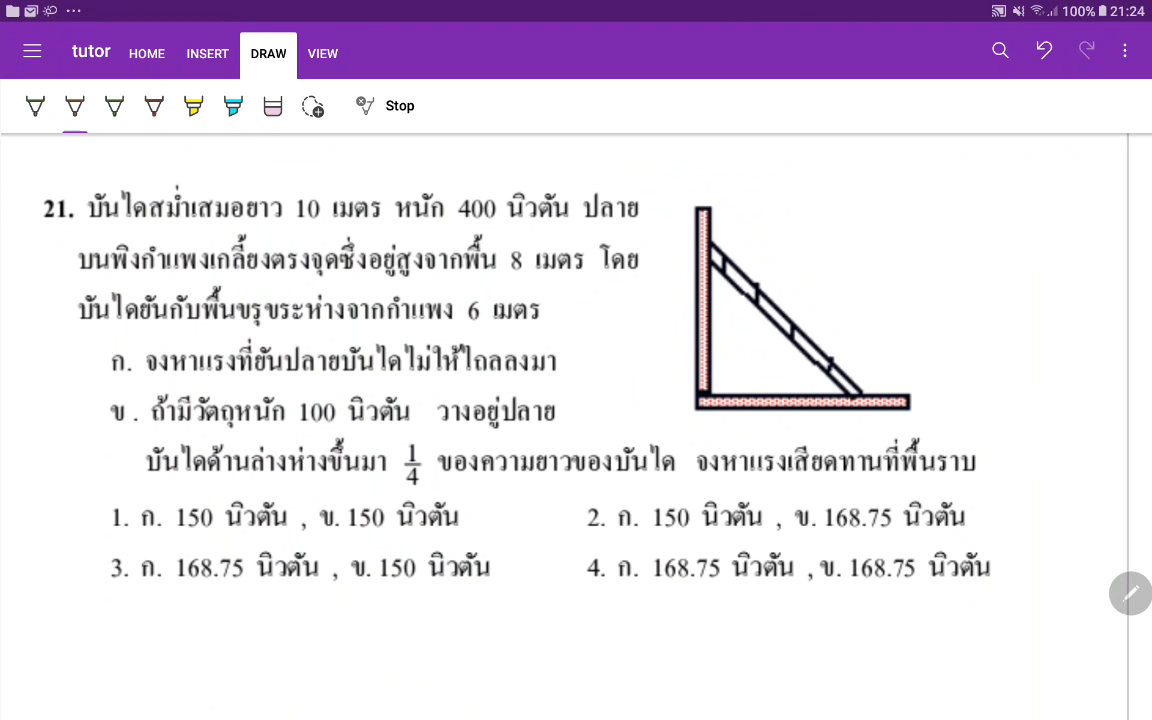 100% 21:24
tutor HOME INSERT DRAW VIEW
Stop
21. บันไดสม่ำเสมอยาว 10 เมตร หนัก 400 นิวตัน ปลาย
บนพิงกำแพงเกลี้ยงตรงจุดซึ่งอยู่สูงจากพื้น 8 เมตร โดย
บันไดยันกับพื้นขรุขระห่างจากกำแพง 6 เมตร
ก. จงหาแรงที่ยันปลายบันไดไม่ให้ไถลลงมา
ข . ถ้ามีวัตถุหนัก 100 นิวตัน วางอยู่ปลาย
บันไดด้านล่างห่างขึ้นมา 1/4 ของความยาวของบันได จงหาแรงเสียดทานที่พื้นราบ
1. ก. 150 นิวตัน , ข. 150 นิวตัน 2. ก. 150 นิวตัน , ข. 168.75 นิวตัน
3. ก. 168.75 นิวตัน , ข. 150 นิวตัน 4. ก. 168.75 นิวตัน , ข. 168.75 นิวตัน